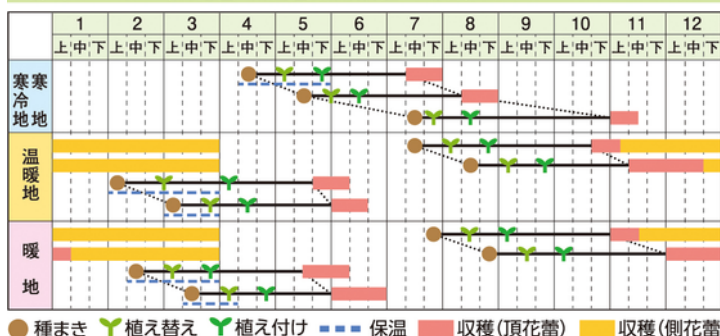 1 2 3 4 5 6 7 8 9 10 11 12
上 中 下 上 中 下 上 中 下 上 中 下 上 中 下 上 中 下 上 中 下 上 中 下 上 中 下 上 中 下 上 中 下 上 中 下
寒冷地 寒地
温暖地
暖地
種まき 植え替え 植え付け 保温 収穫(頂花蕾) 収穫(側花蕾